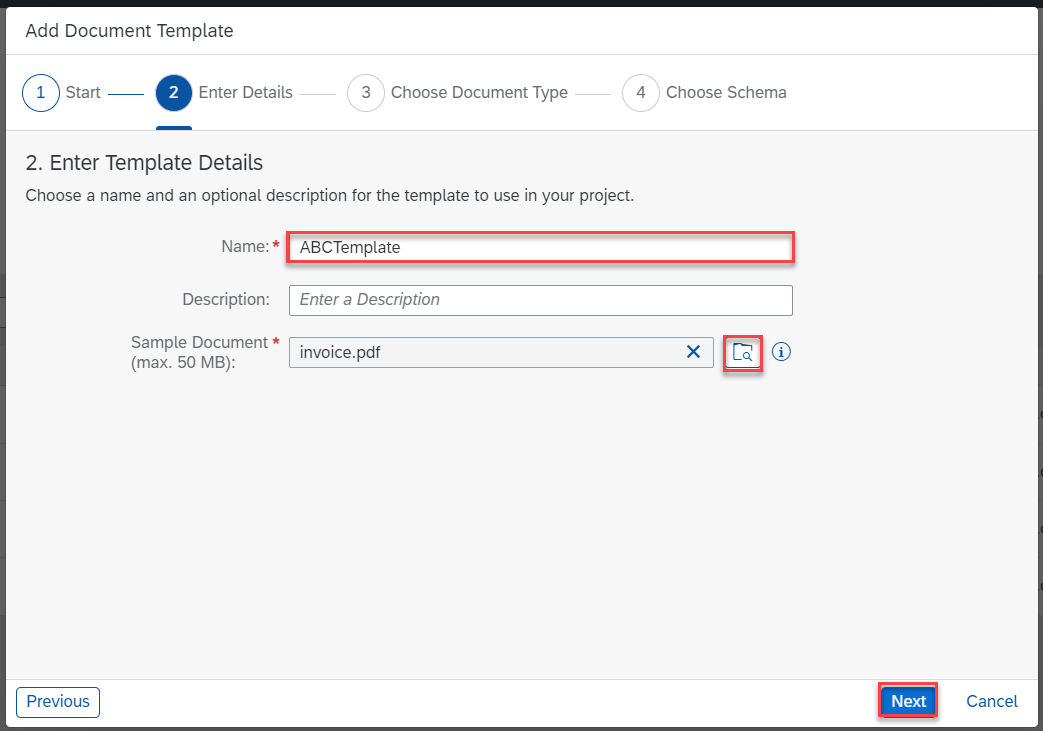 Add Document Template
1 Start 2 Enter Details 3 Choose Document Type 4 Choose Schema
2. Enter Template Details
Choose a name and an optional description for the template to use in your project.
Name:* ABCTemplate
Description: Enter a Description
Sample Document *
(max. 50 MB): invoice.pdf
Previous Next Cancel